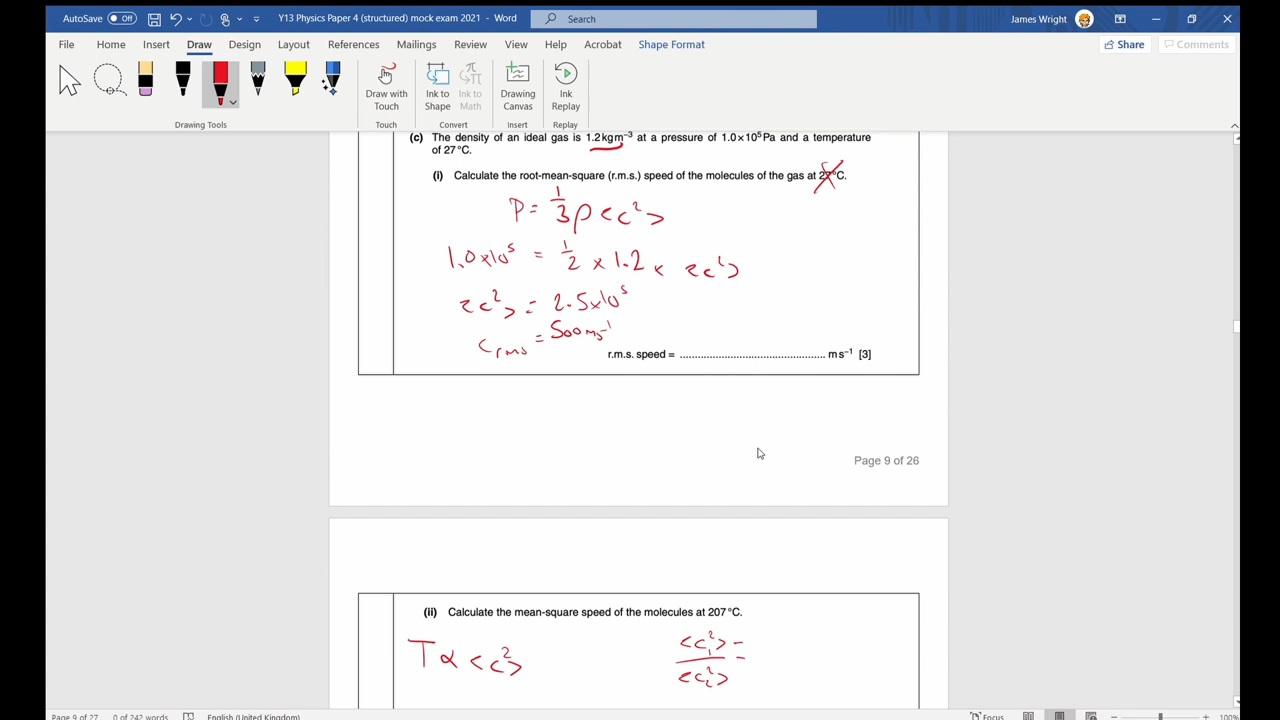 AutoSave Off Y13 Physics Paper 4 (structured) mock exam 2021 - Word Search James Wright
File Home Insert Draw Design Layout References Mailings Review View Help Acrobat Shape Format Share Comments
Draw with Touch Ink to Shape Ink to Math Drawing Canvas Ink Replay
Drawing Tools Touch Convert Insert Replay
(c) The density of an ideal gas is 1.2 kg m⁻³ at a pressure of 1.0×10⁵ Pa and a temperature
of 27 °C.
(i) Calculate the root-mean-square (r.m.s.) speed of the molecules of the gas at 27 °C.
P = 1/3 ρ <c²>
1.0×10⁵ = 1/2 × 1.2 × <c²>
<c²> = 2.5×10⁵
c rms = 500 ms⁻¹
r.m.s. speed = ................................................ m s⁻¹ [3]
Page 9 of 26
(ii) Calculate the mean-square speed of the molecules at 207 °C.
T ∝ <c²> <c₁²>/<c₂²> =
Page 9 of 27 0 of 242 words English (United Kingdom) Focus 100%